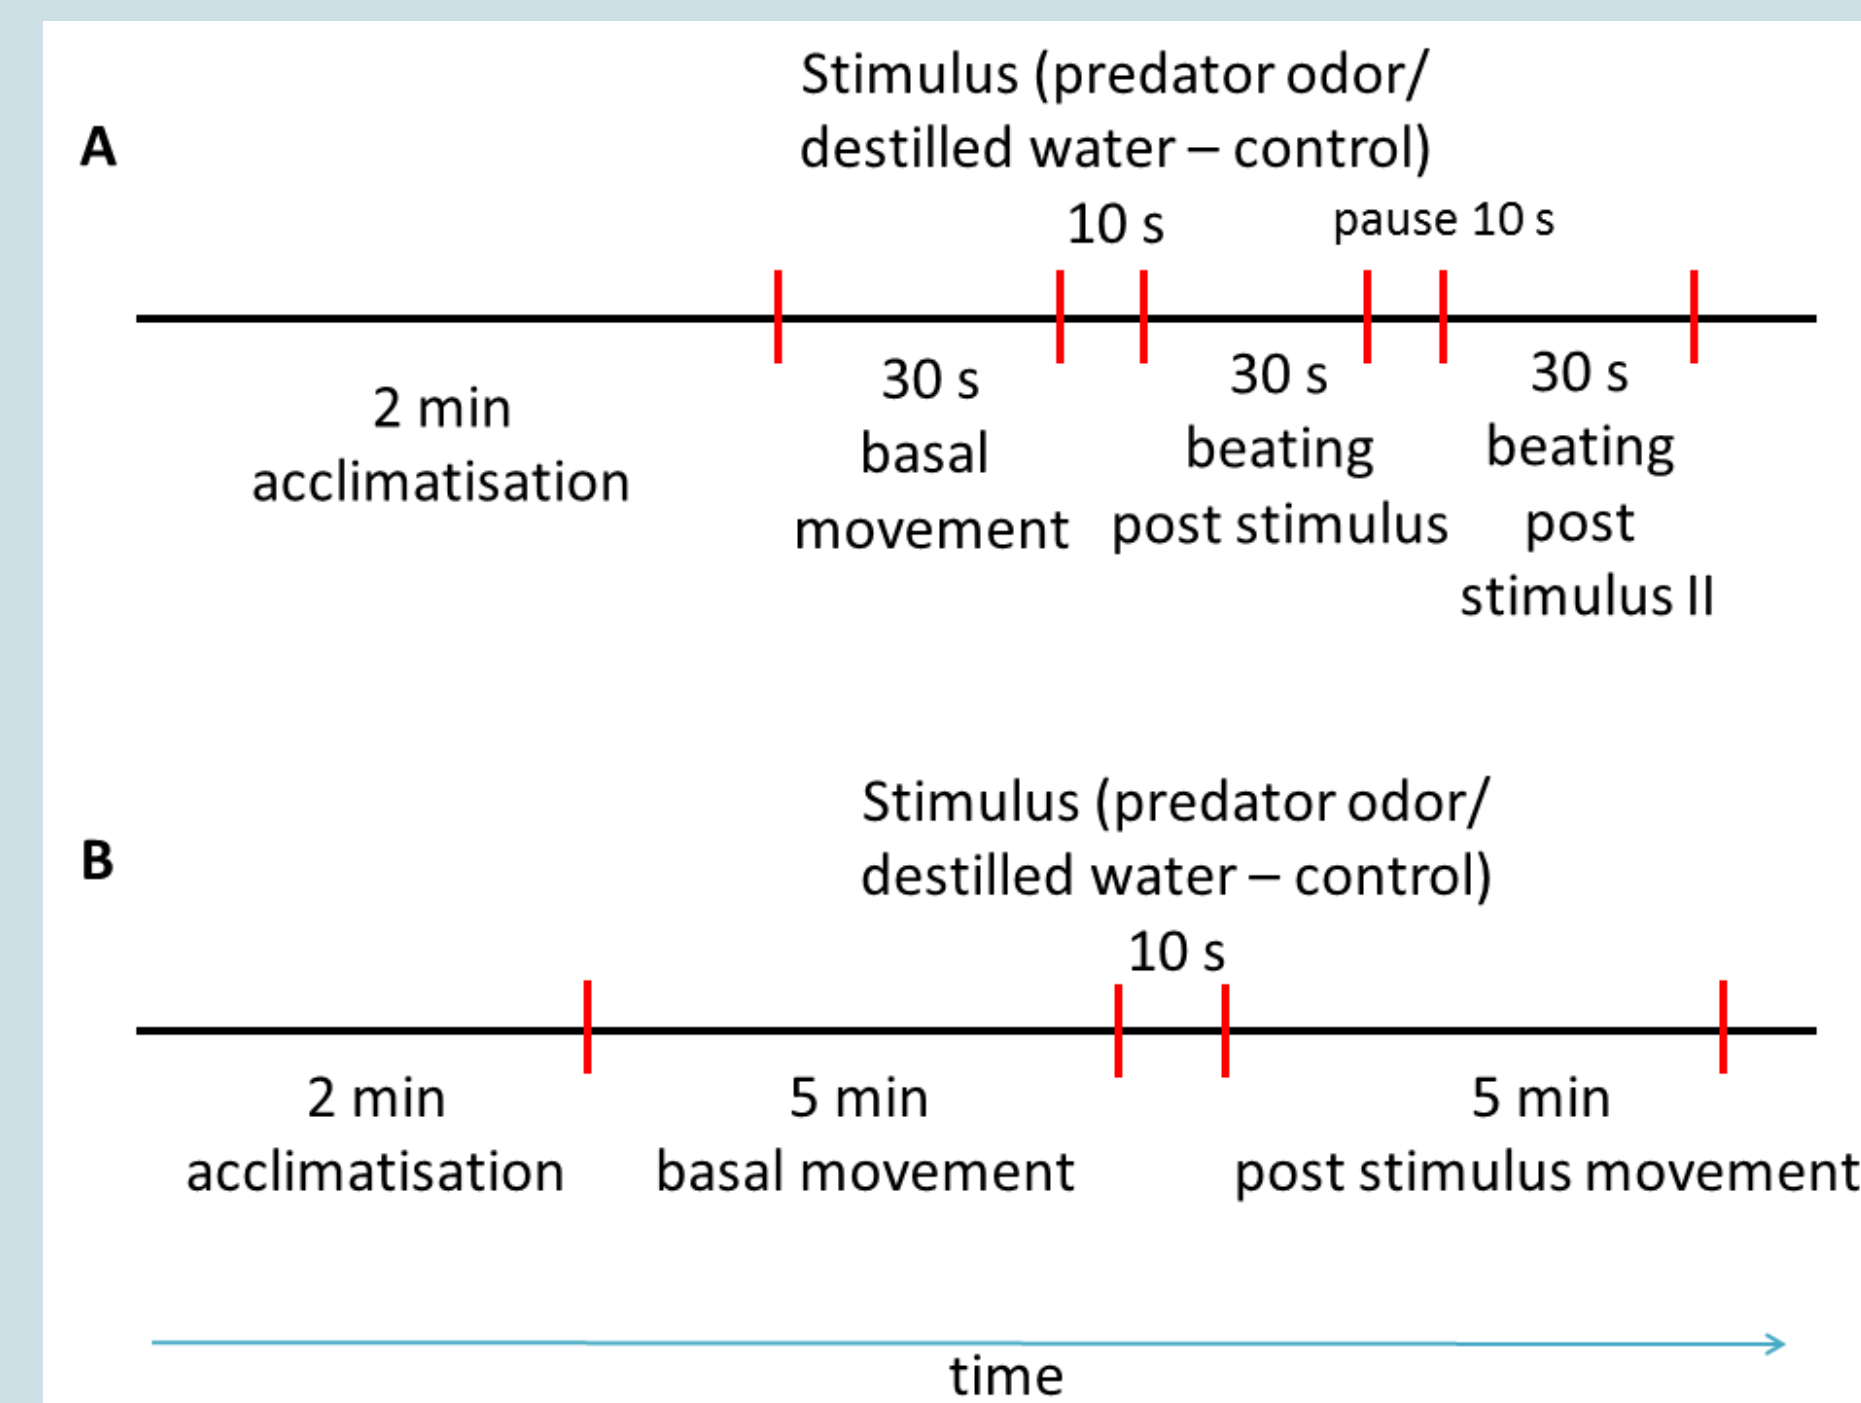 A
Stimulus (predator odor/
destilled water – control)
10 s
pause 10 s
2 min
acclimatisation
30 s
basal
movement
30 s
beating
post stimulus
30 s
beating
post
stimulus II
B
Stimulus (predator odor/
destilled water – control)
10 s
2 min
acclimatisation
5 min
basal movement
5 min
post stimulus movement
time